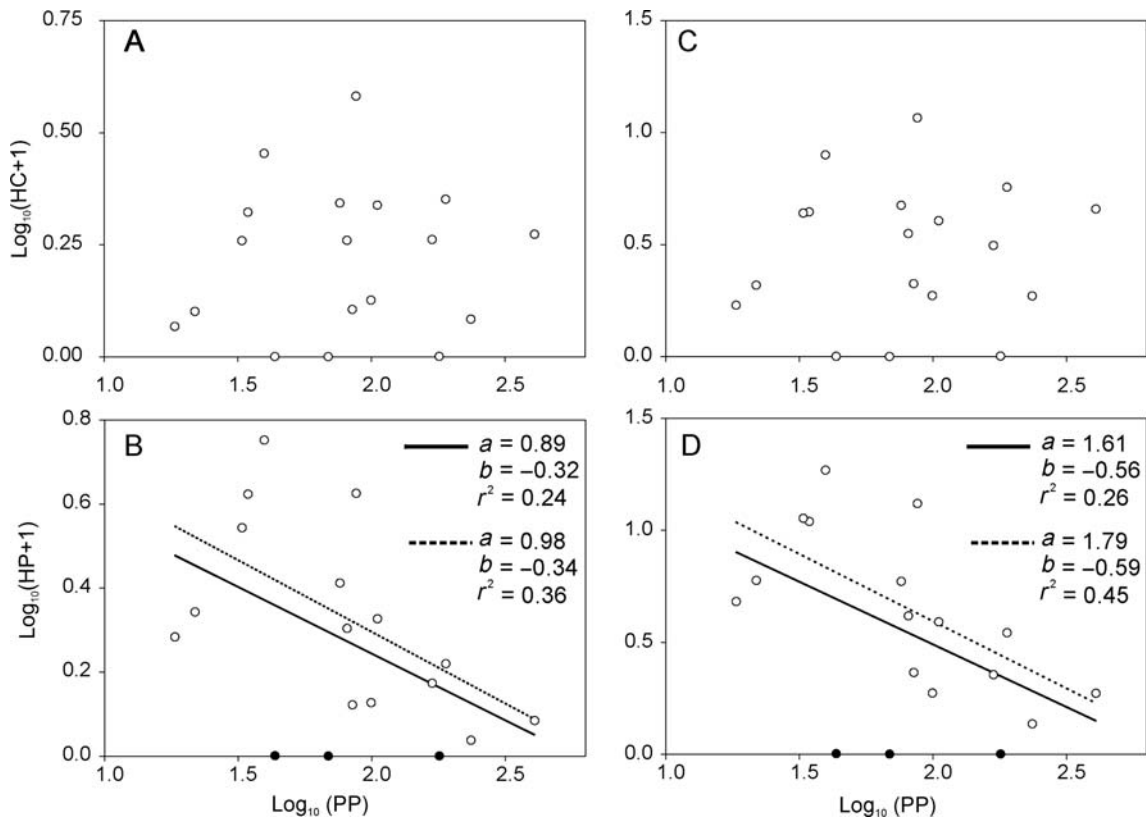 A
0.75
0.50
0.25
0.00
1.0
1.5
2.0
2.5
Log₁₀(HC+1)
C
1.5
1.0
0.5
0.0
1.0
1.5
2.0
2.5
B
0.8
0.6
0.4
0.2
0.0
1.0
1.5
2.0
2.5
Log₁₀(HP+1)
Log₁₀ (PP)
a = 0.89
b = –0.32
r² = 0.24
a = 0.98
b = –0.34
r² = 0.36
D
1.5
1.0
0.5
0.0
1.0
1.5
2.0
2.5
Log₁₀ (PP)
a = 1.61
b = –0.56
r² = 0.26
a = 1.79
b = –0.59
r² = 0.45